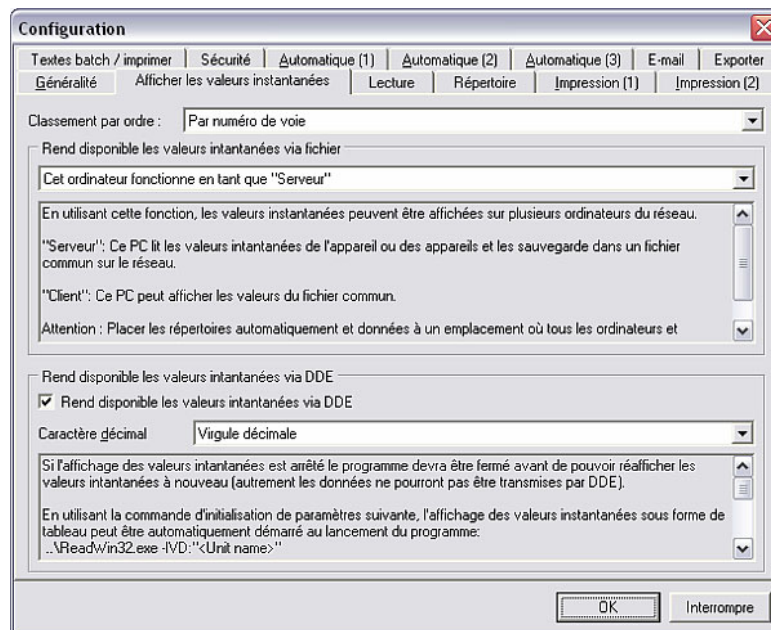 Configuration
Textes batch / imprimer
Sécurité
Automatique (1)
Automatique (2)
Automatique (3)
E-mail
Exporter
Généralité
Afficher les valeurs instantanées
Lecture
Répertoire
Impression (1)
Impression (2)
Classement par ordre :
Par numéro de voie
Rend disponible les valeurs intantanées via fichier
Cet ordinateur fonctionne en tant que "Serveur"
En utilisant cette fonction, les valeurs instantanées peuvent être affichées sur plusieurs ordinateurs du réseau.
"Serveur": Ce PC lit les valeurs intantanées de l'appareil ou des appareils et les sauvegarde dans un fichier
commun sur le réseau.
"Client": Ce PC peut afficher les valeurs du fichier commun.
Attention : Placer les répertoires automatiquement et données à un emplacement où tous les ordinateurs et
Rend disponible les valeurs intantanées via DDE
Rend disponible les valeurs intantanées via DDE
Caractère décimal
Virgule décimale
Si l'affichage des valeurs intantanées est arrêté le programme devra être fermé avant de pouvoir réafficher les
valeurs intantanées à nouveau (autrement les données ne pourront pas être transmises par DDE).
En utilisant la commande d'initialisation de paramètres suivante, l'affichage des valeurs instantanées sous forme de
tableau peut être automatiquement démarré au lancement du programme:
..\ReadWin32.exe -IVD:"<Unit name>"
OK
Interrompre